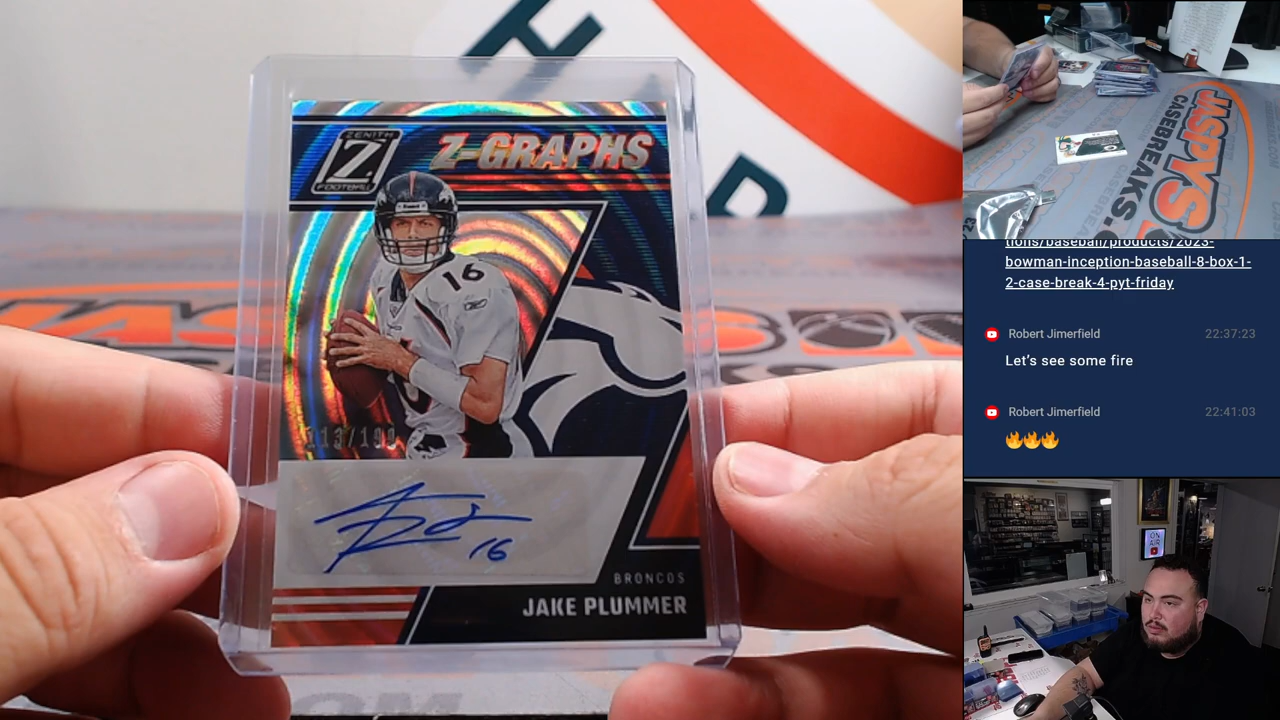 ZENITH
Z
FOOTBALL
Z-GRAPHS
16
16
BRONCOS
JAKE PLUMMER
JASPYS
CASEBREAKS.
tions/baseball/products/2023-
bowman-inception-baseball-8-box-1-
2-case-break-4-pyt-friday
Robert Jimerfield 22:37:23
Let's see some fire
Robert Jimerfield 22:41:03
🔥🔥🔥
ON
AIR